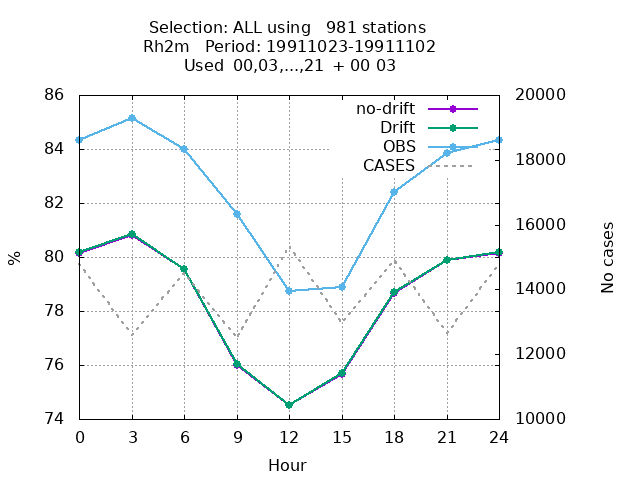 Selection: ALL using   981 stations
Rh2m   Period: 19911023-19911102
Used  00,03,...,21  + 00 03
86
84
82
80
78
76
74
%
no-drift
Drift
OBS
CASES
20000
18000
16000
14000
12000
10000
No cases
0 3 6 9 12 15 18 21 24
Hour